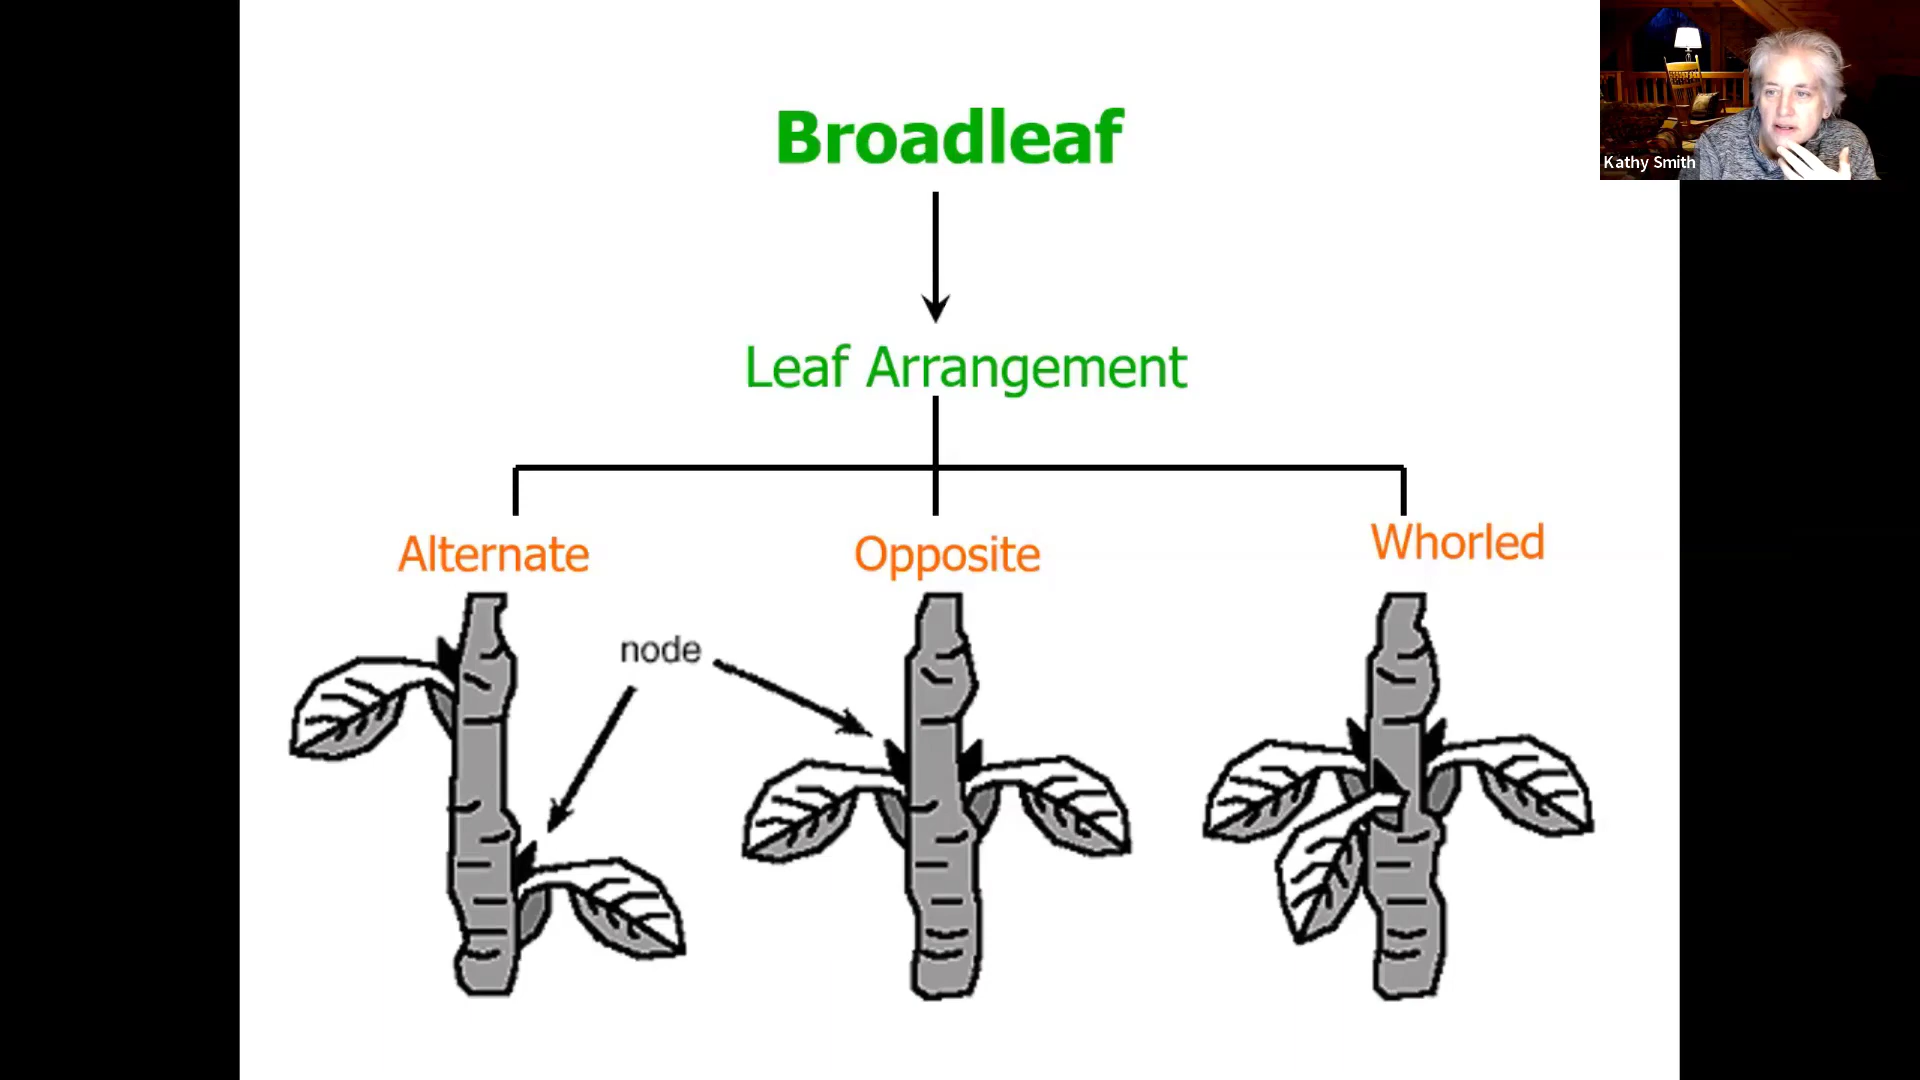 Broadleaf
Kathy Smith
Leaf Arrangement
Alternate
Opposite
Whorled
node